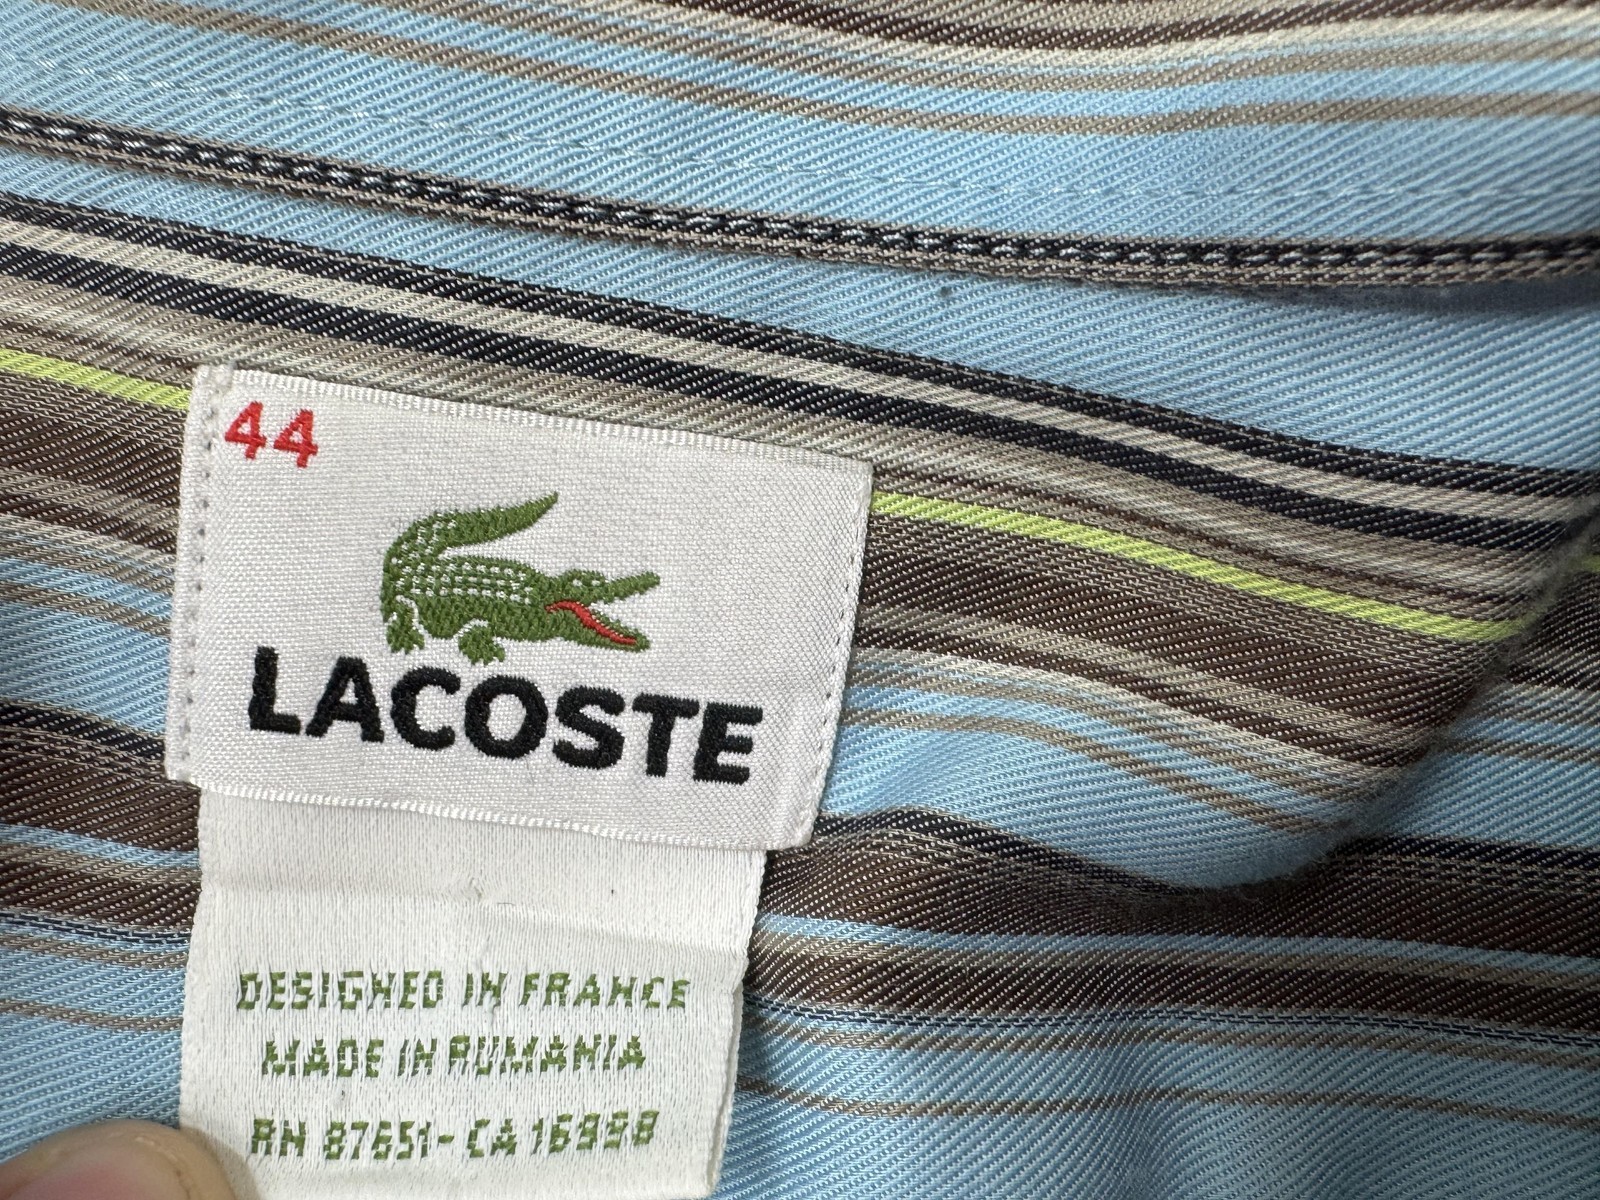 44
LACOSTE
DESIGNED IN FRANCE
MADE IN RUMANIA
RN 87651 - CA 16998